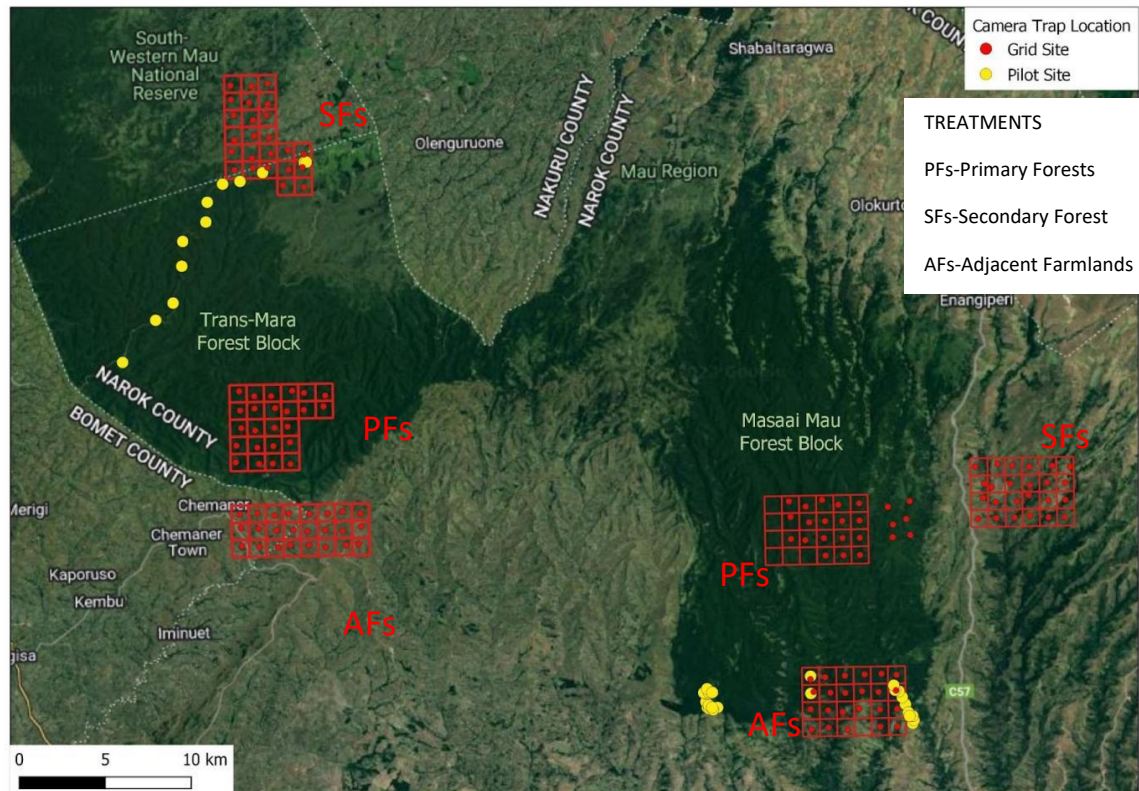 South-
Western Mau
National
Reserve
SFs
Olenguruone
NAKURU COUNTY
NAROK COUNTY
Shabaltaragwa
Mau Region
NAROK COUNTY
Camera Trap Location
Grid Site
Pilot Site
TREATMENTS
PFs-Primary Forests
SFs-Secondary Forest
AFs-Adjacent Farmlands
Enangiperi
Trans-Mara
Forest Block
NAROK COUNTY
BOMET COUNTY
PFs
Masaai Mau
Forest Block
SFs
Chemaner
Chemaner
Town
Kaporuso
Kembu
Iminuet
AFs
PFs
AFs
C57
0 5 10 km